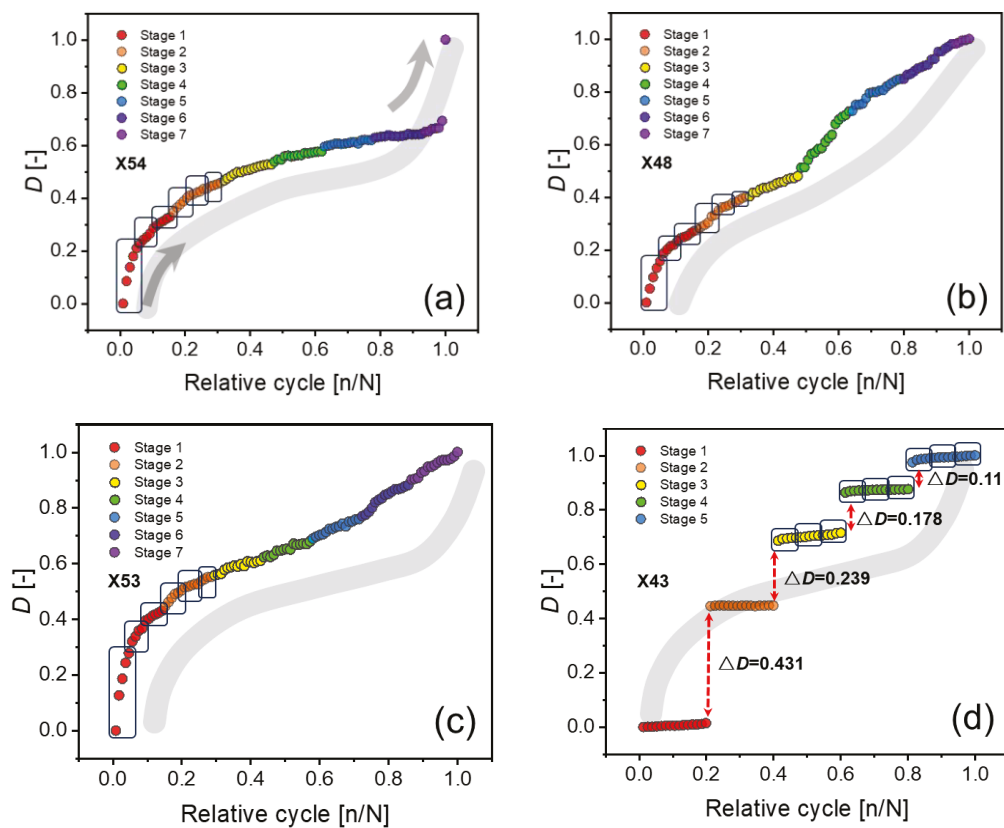 1.0
0.8
0.6
0.4
0.2
0.0
D [-]
Stage 1
Stage 2
Stage 3
Stage 4
Stage 5
Stage 6
Stage 7
X54
(a)
0.0 0.2 0.4 0.6 0.8 1.0
Relative cycle [n/N]
1.0
0.8
0.6
0.4
0.2
0.0
D [-]
Stage 1
Stage 2
Stage 3
Stage 4
Stage 5
Stage 6
Stage 7
X48
(b)
0.0 0.2 0.4 0.6 0.8 1.0
Relative cycle [n/N]
1.0
0.8
0.6
0.4
0.2
0.0
D [-]
Stage 1
Stage 2
Stage 3
Stage 4
Stage 5
Stage 6
Stage 7
X53
(c)
0.0 0.2 0.4 0.6 0.8 1.0
Relative cycle [n/N]
1.0
0.8
0.6
0.4
0.2
0.0
D [-]
Stage 1
Stage 2
Stage 3
Stage 4
Stage 5
△D=0.11
△D=0.178
X43
△D=0.239
△D=0.431
(d)
0.0 0.2 0.4 0.6 0.8 1.0
Relative cycle [n/N]